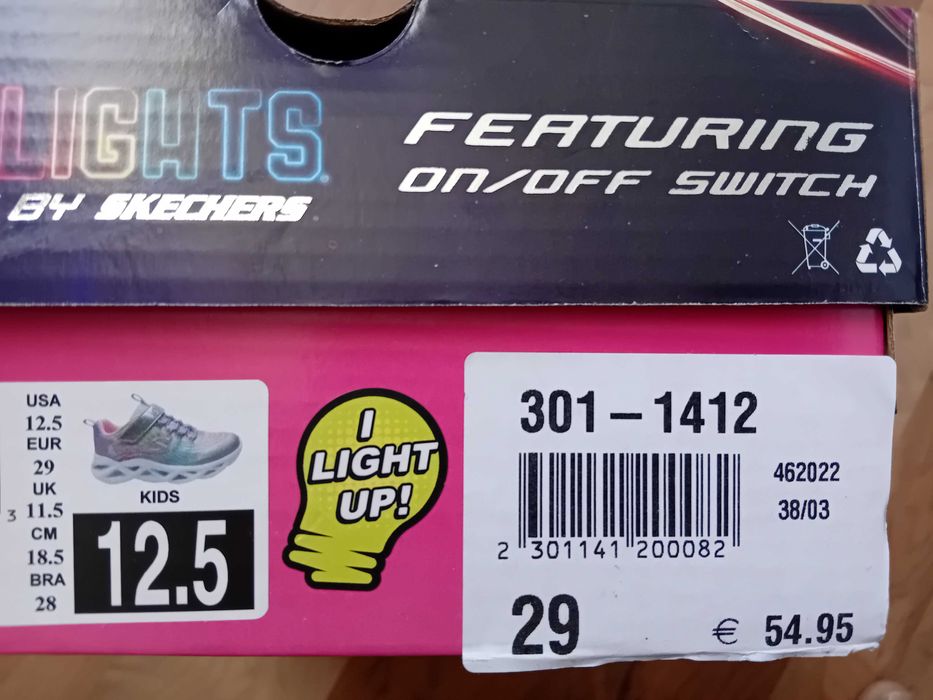 LIGHTS
BY SKECHERS
FEATURING
ON/OFF SWITCH
USA
12.5
EUR
29
UK
3 11.5
CM
18.5
BRA
28
KIDS
12.5
I
LIGHT
UP!
301-1412
462022
38/03
2 301141 200082
29 € 54.95